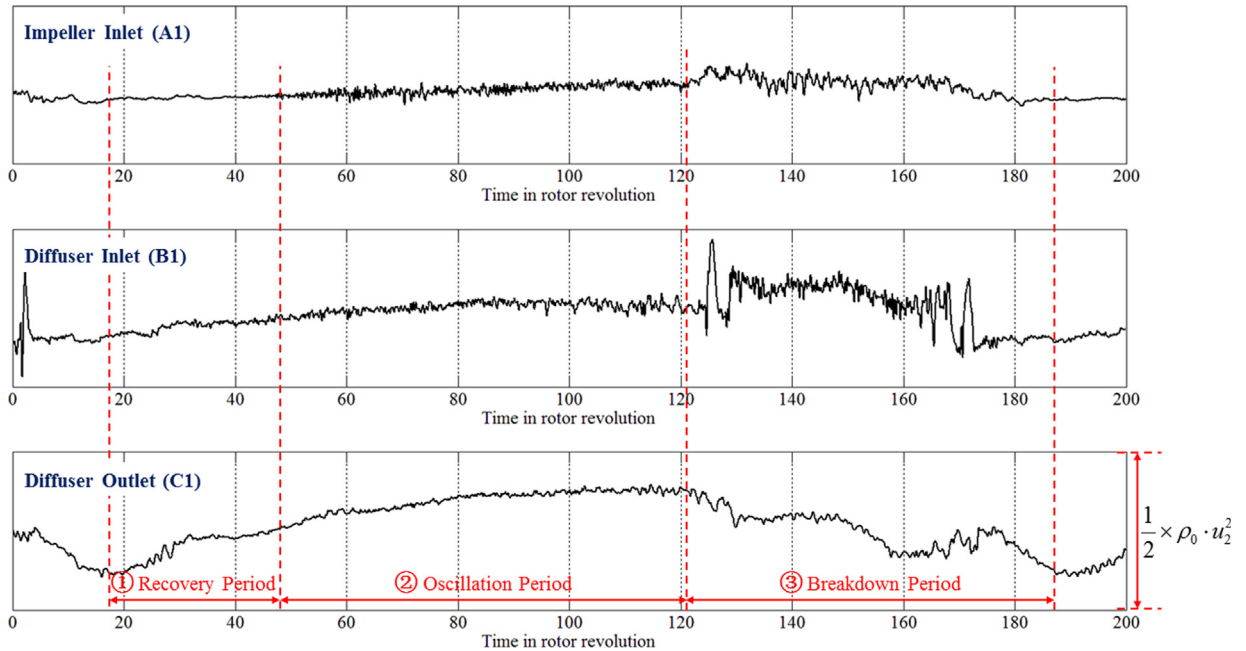 Impeller Inlet (A1)
0 20 40 60 80 100 120 140 160 180 200
Time in rotor revolution
Diffuser Inlet (B1)
0 20 40 60 80 100 120 140 160 180 200
Time in rotor revolution
Diffuser Outlet (C1)
1/2 × ρ₀ · u₂²
① Recovery Period ② Oscillation Period ③ Breakdown Period
0 20 40 60 80 100 120 140 160 180 200
Time in rotor revolution